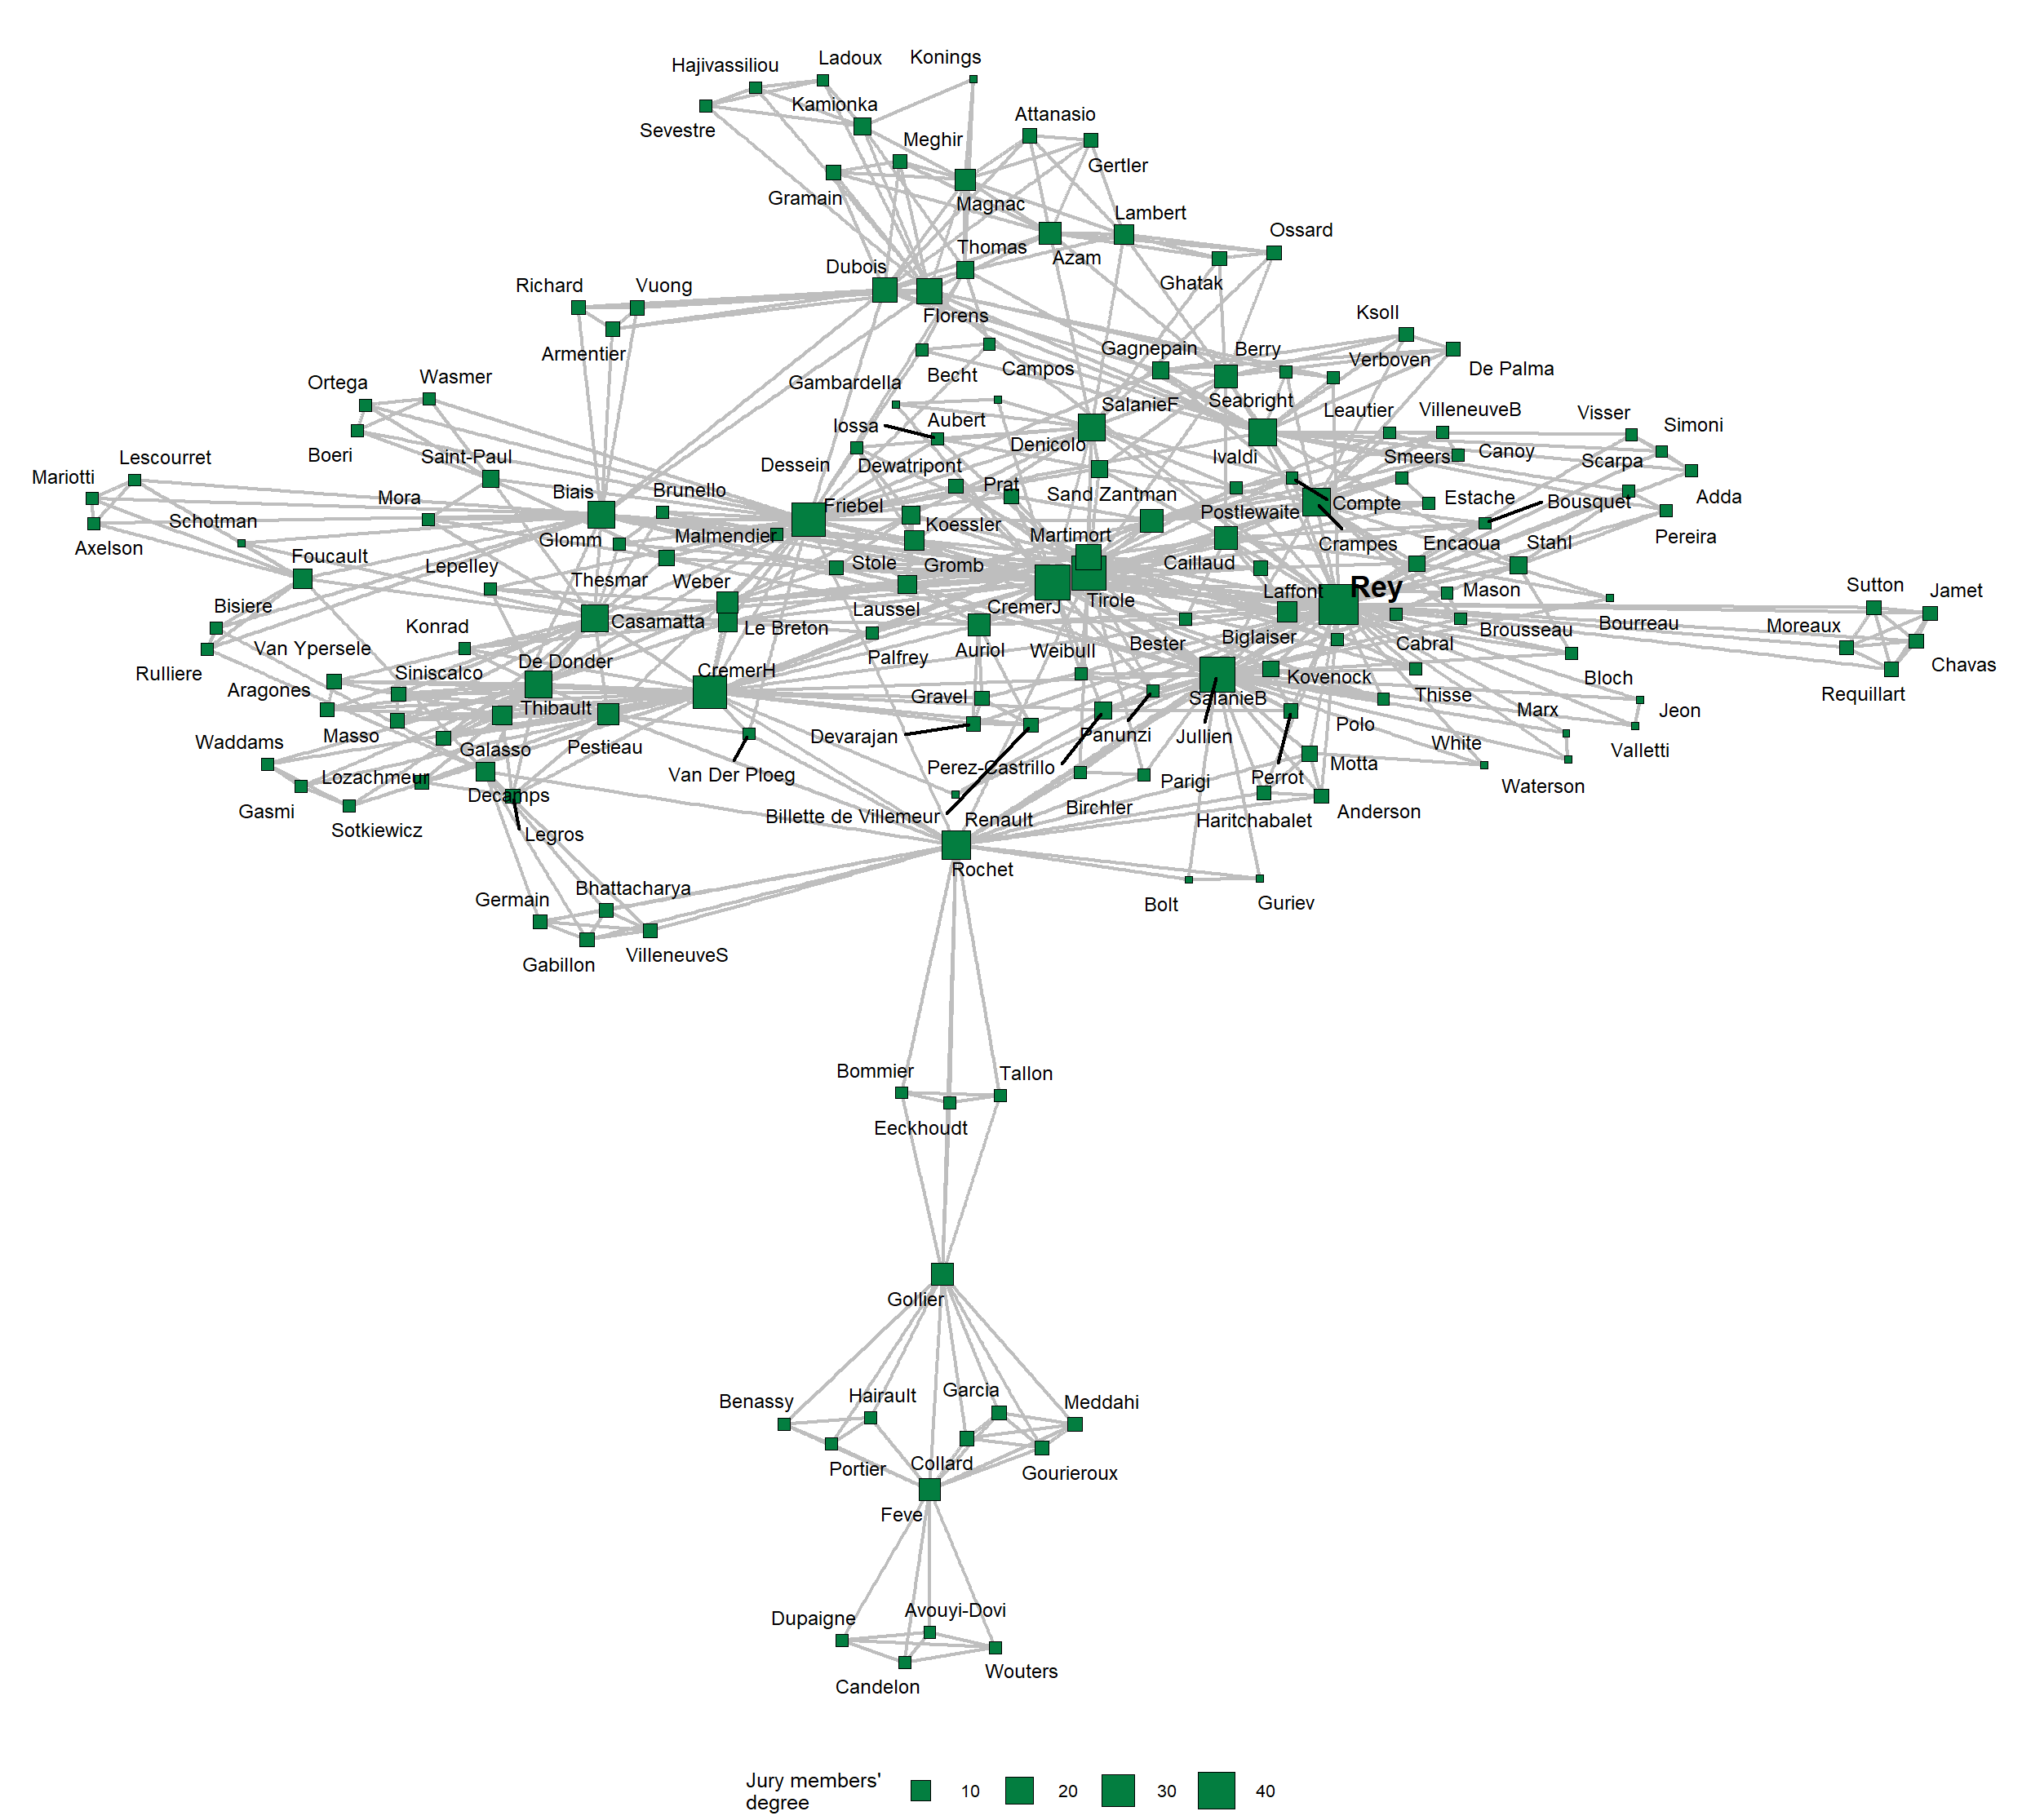 Konings
Ladoux
Hajivassiliou
Kamionka
Attanasio
Sevestre
Meghir
Gertler
Gramain
Magnac
Lambert
Ossard
Thomas
Azam
Dubois
Ghatak
Richard
Vuong
Florens
Ksoll
Armentier
Gagnepain
Berry
Verboven
De Palma
Becht
Campos
Wasmer
Ortega
Gambardella
Seabright
SalanieF
Leautier
VilleneuveB
Visser
Iossa
Aubert
Simoni
Denicolo
Boeri
Saint-Paul
Lescourret
Ivaldi
Smeers
Canoy
Scarpa
Dessein
Dewatripont
Mariotti
Mora
Biais
Brunello
Prat
Sand Zantman
Adda
Estache
Bousquet
Compte
Friebel
Postlewaite
Schotman
Koessler
Malmendier
Martimort
Pereira
Axelson
Glomm
Crampes
Encaoua
Stahl
Foucault
Lepelley
Stole
Gromb
Caillaud
Thesmar
Weber
Rey
Sutton
Jamet
Laffont
Mason
Tirole
Bisiere
Laussel
CremerJ
Casamatta
Bourreau
Moreaux
Konrad
Le Breton
Brousseau
Biglaiser
Bester
Cabral
Van Ypersele
Auriol
Weibull
Palfrey
De Donder
Chavas
Rulliere
Siniscalco
CremerH
Kovenock
Bloch
Aragones
Gravel
Thisse
Requillart
SalanieB
Thibault
Marx
Jeon
Polo
Masso
Devarajan
Panunzi
Jullien
Waddams
Galasso
Pestieau
White
Valletti
Perez-Castrillo
Motta
Van Der Ploeg
Lozachmeur
Perrot
Parigi
Waterson
Decamps
Birchler
Gasmi
Anderson
Billette de Villemeur
Renault
Haritchabalet
Sotkiewicz
Legros
Rochet
Bhattacharya
Germain
Bolt
Guriev
VilleneuveS
Gabillon
Bommier
Tallon
Eeckhoudt
Gollier
Garcia
Hairault
Benassy
Meddahi
Collard
Portier
Gourieroux
Feve
Avouyi-Dovi
Dupaigne
Wouters
Candelon
Jury members'
degree
10 20 30 40